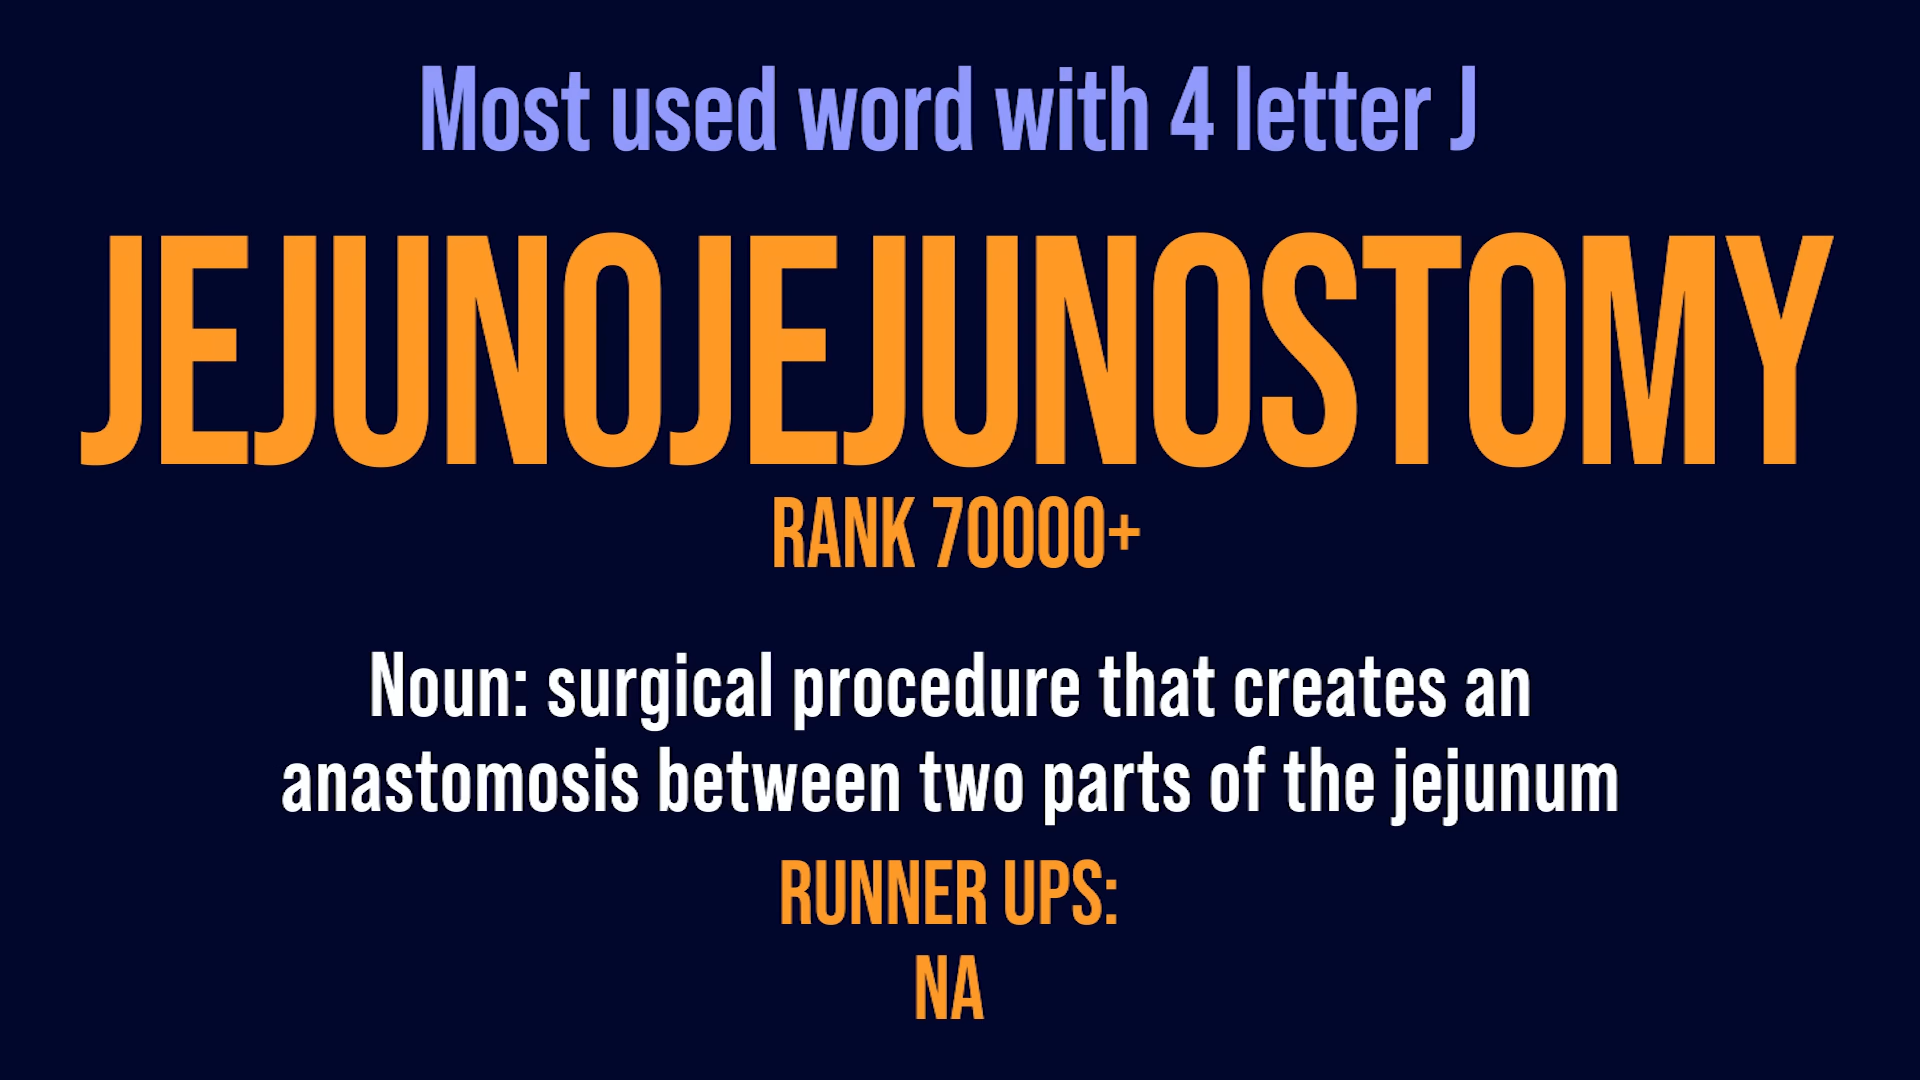 Most used word with 4 letter J
JEJUNOJEJUNOSTOMY
RANK 70000+
Noun: surgical procedure that creates an
anastomosis between two parts of the jejunum
RUNNER UPS:
NA